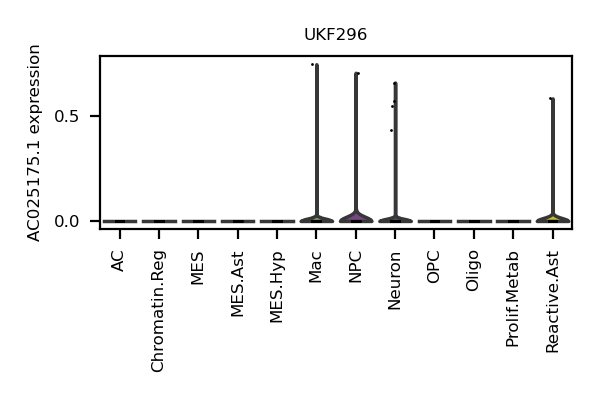 UKF296
AC025175.1 expression
0.5
0.0
AC
Chromatin.Reg
MES
MES.Ast
MES.Hyp
Mac
NPC
Neuron
OPC
Oligo
Prolif.Metab
Reactive.Ast